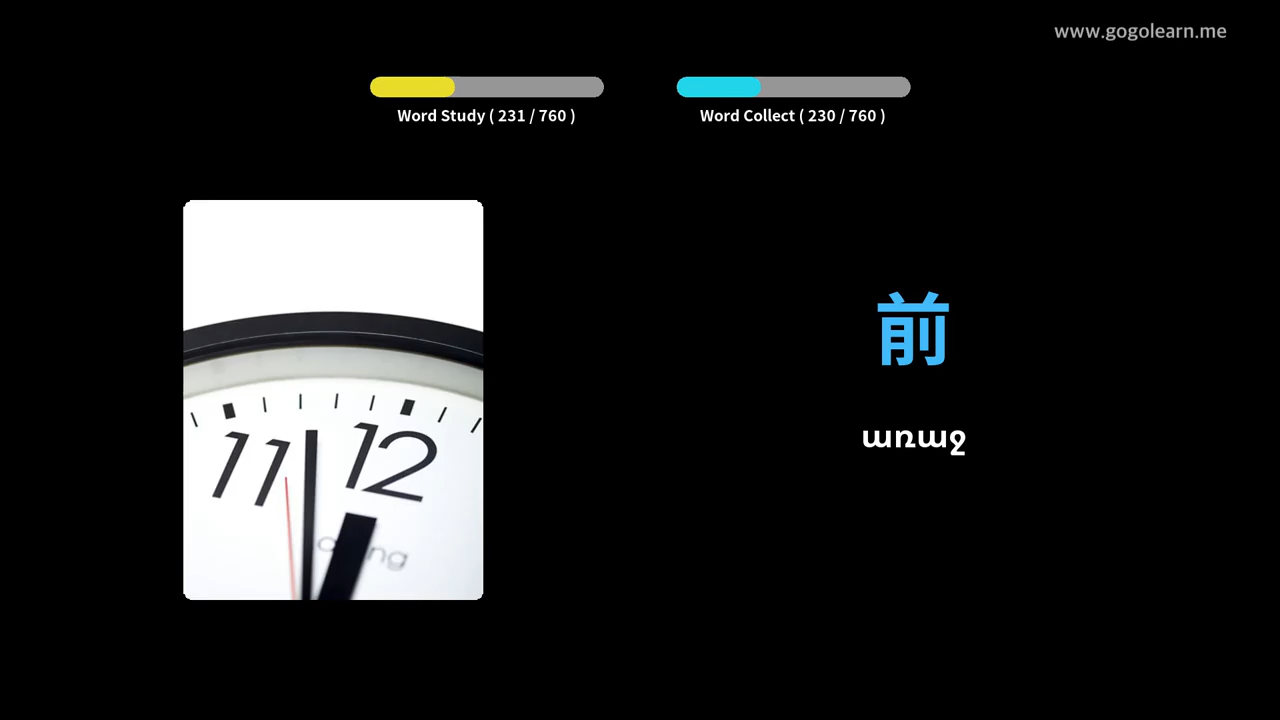 www.gogolearn.me
Word Study ( 231 / 760 )
Word Collect ( 230 / 760 )
11
12
前
առաջ